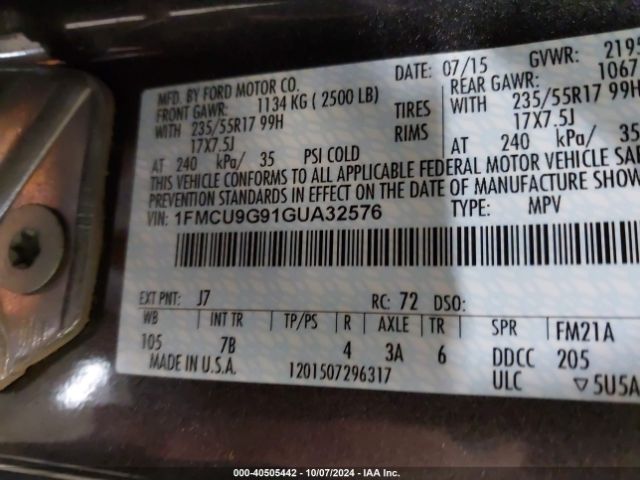 MFD. BY FORD MOTOR CO. DATE: 07/15 GVWR: 2195
FRONT GAWR: 1134 KG ( 2500 LB) REAR GAWR: 1067
WITH 235/55R17 99H TIRES WITH 235/55R17 99H
17X7.5J RIMS 17X7.5J
AT 240 kPa/ 35 PSI COLD AT 240 kPa/ 35
THIS VEHICLE CONFORMS TO ALL APPLICABLE FEDERAL MOTOR VEHICLE SAF
PREVENTION STANDARDS IN EFFECT ON THE DATE OF MANUFACTURE SHOW
VIN: 1FMCU9G91GUA32576 TYPE: MPV
EXT PNT: J7 RC: 72 DSO:
WB INT TR TP/PS R AXLE TR SPR FM21A
105 7B 4 3A 6 DDCC 205
MADE IN U.S.A. 1201507296317 ULC ▽5U5A
000-40505442 - 10/07/2024 - IAA Inc.